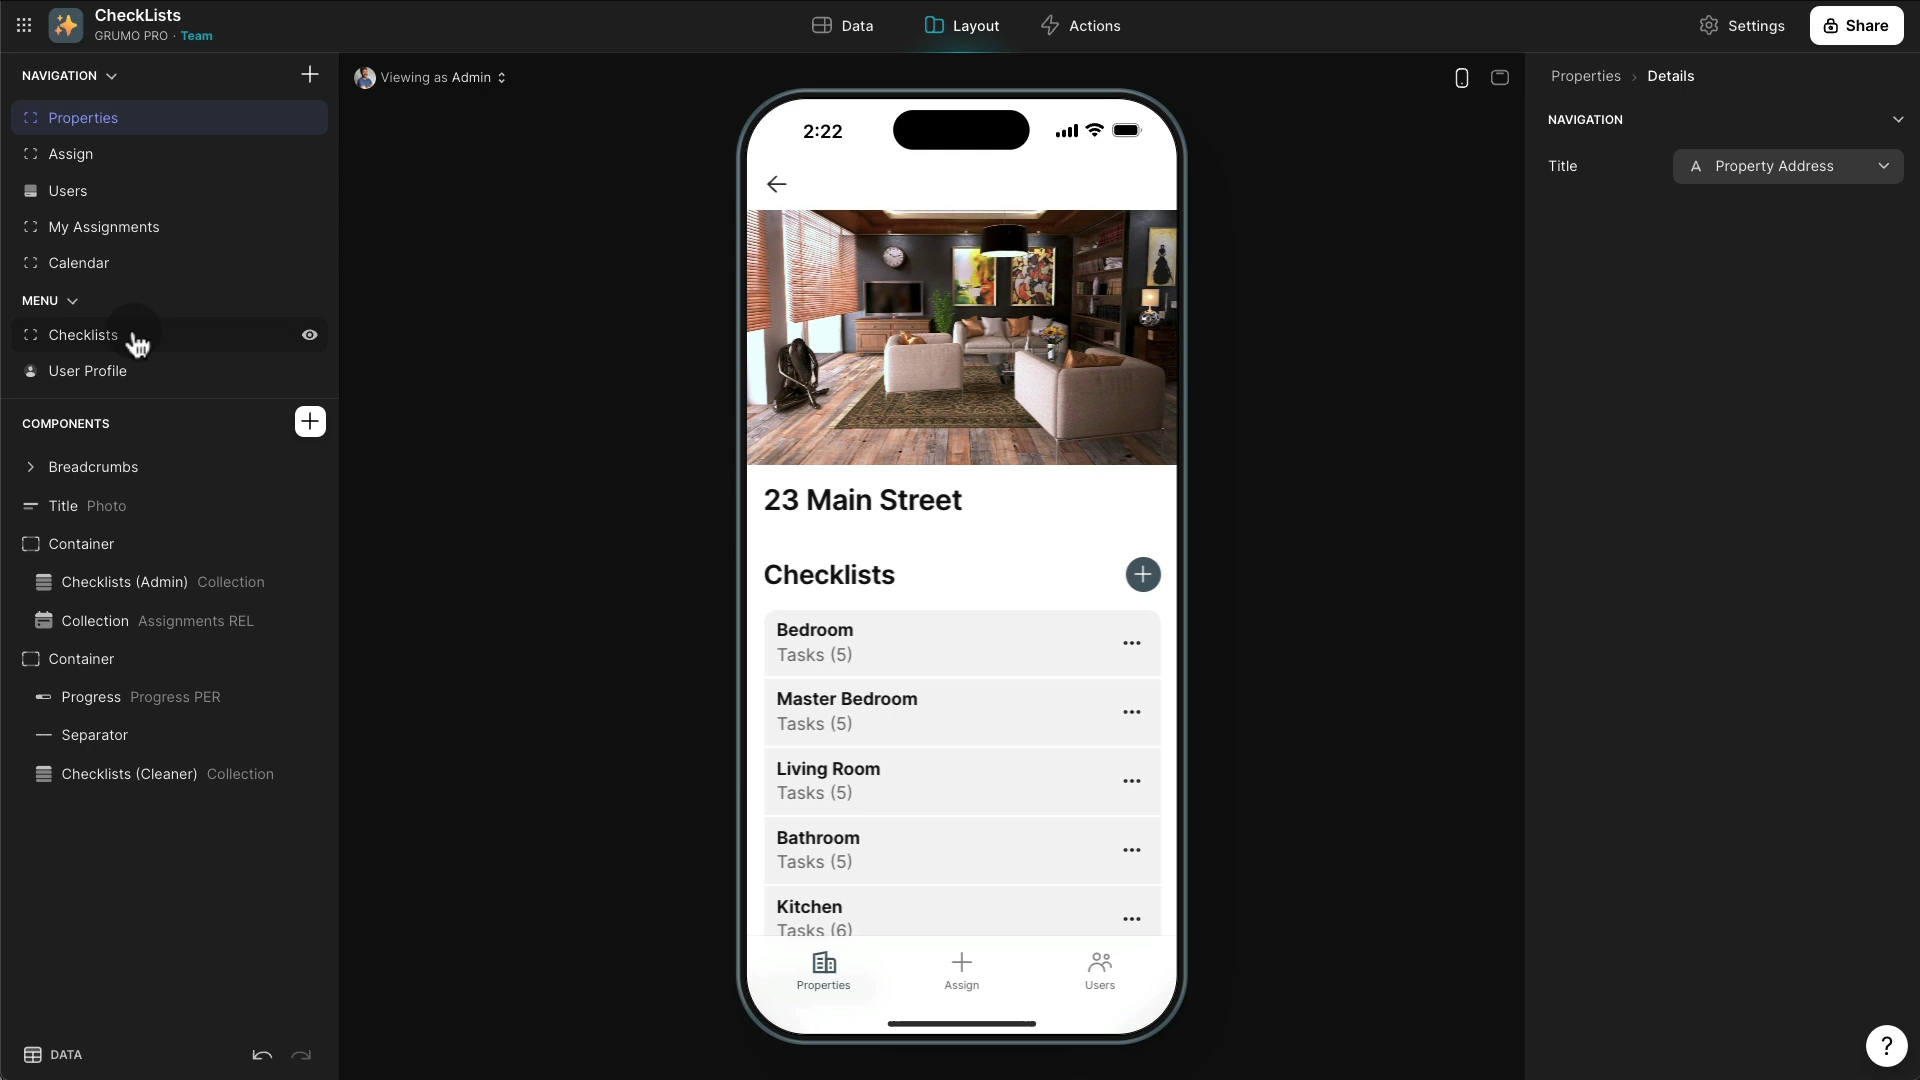 CheckLists
GRUMO PRO · Team
Data
Layout
Actions
Settings
Share
NAVIGATION
Properties
Assign
Users
My Assignments
Calendar
MENU
Checklists
User Profile
COMPONENTS
Breadcrumbs
Title Photo
Container
Checklists (Admin) Collection
Collection Assignments REL
Container
Progress Progress PER
Separator
Checklists (Cleaner) Collection
DATA
Viewing as Admin
2:22
23 Main Street
Checklists
Bedroom
Tasks (5)
Master Bedroom
Tasks (5)
Living Room
Tasks (5)
Bathroom
Tasks (5)
Kitchen
Tasks (6)
Properties
Assign
Users
Properties › Details
NAVIGATION
Title
A Property Address
?